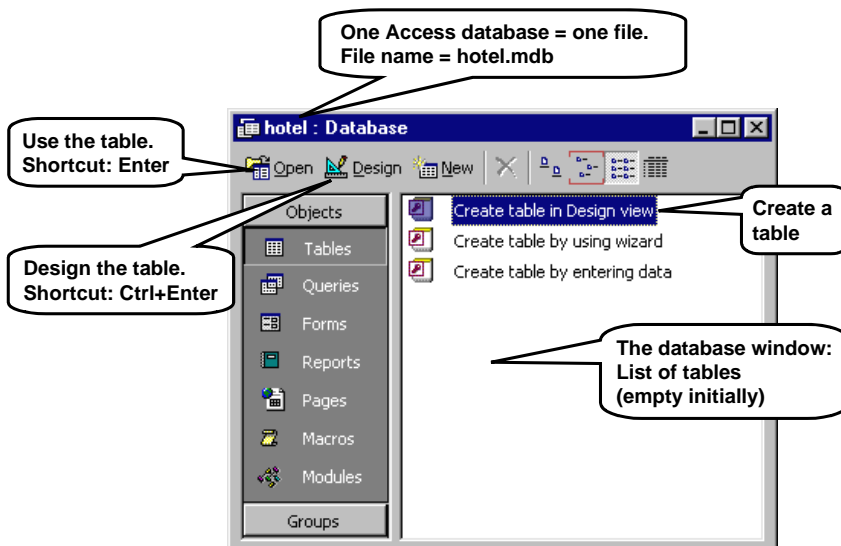 One Access database = one file.
File name = hotel.mdb
hotel : Database
Use the table.
Shortcut: Enter
Open Design New
Objects
Create table in Design view
Create a
table
Tables
Create table by using wizard
Design the table.
Shortcut: Ctrl+Enter
Queries
Create table by entering data
Forms
Reports
The database window:
List of tables
(empty initially)
Pages
Macros
Modules
Groups